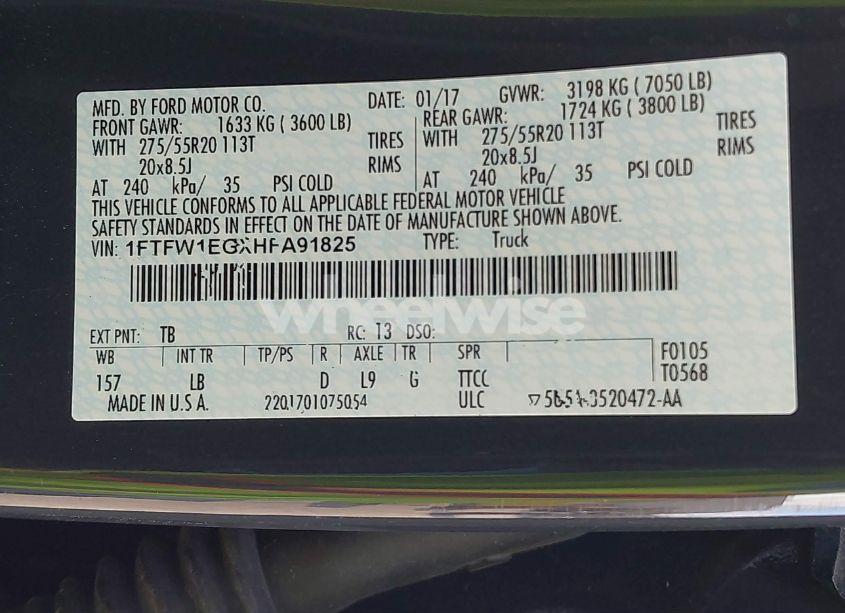 MFD. BY FORD MOTOR CO. DATE: 01/17 GVWR: 3198 KG ( 7050 LB)
FRONT GAWR: 1633 KG ( 3600 LB) REAR GAWR: 1724 KG ( 3800 LB)
WITH 275/55R20 113T TIRES WITH 275/55R20 113T TIRES
20x8.5J RIMS 20x8.5J RIMS
AT 240 kPa/ 35 PSI COLD AT 240 kPa/ 35 PSI COLD
THIS VEHICLE CONFORMS TO ALL APPLICABLE FEDERAL MOTOR VEHICLE
SAFETY STANDARDS IN EFFECT ON THE DATE OF MANUFACTURE SHOWN ABOVE.
VIN: 1FTFW1EGXHFA91825 TYPE: Truck
wheelwise
EXT PNT: TB RC: 13 DSO:
WB INT TR TP/PS R AXLE TR SPR F0105
157 LB D L9 G TTCC T0568
MADE IN U.S.A. 2201701075054 ULC